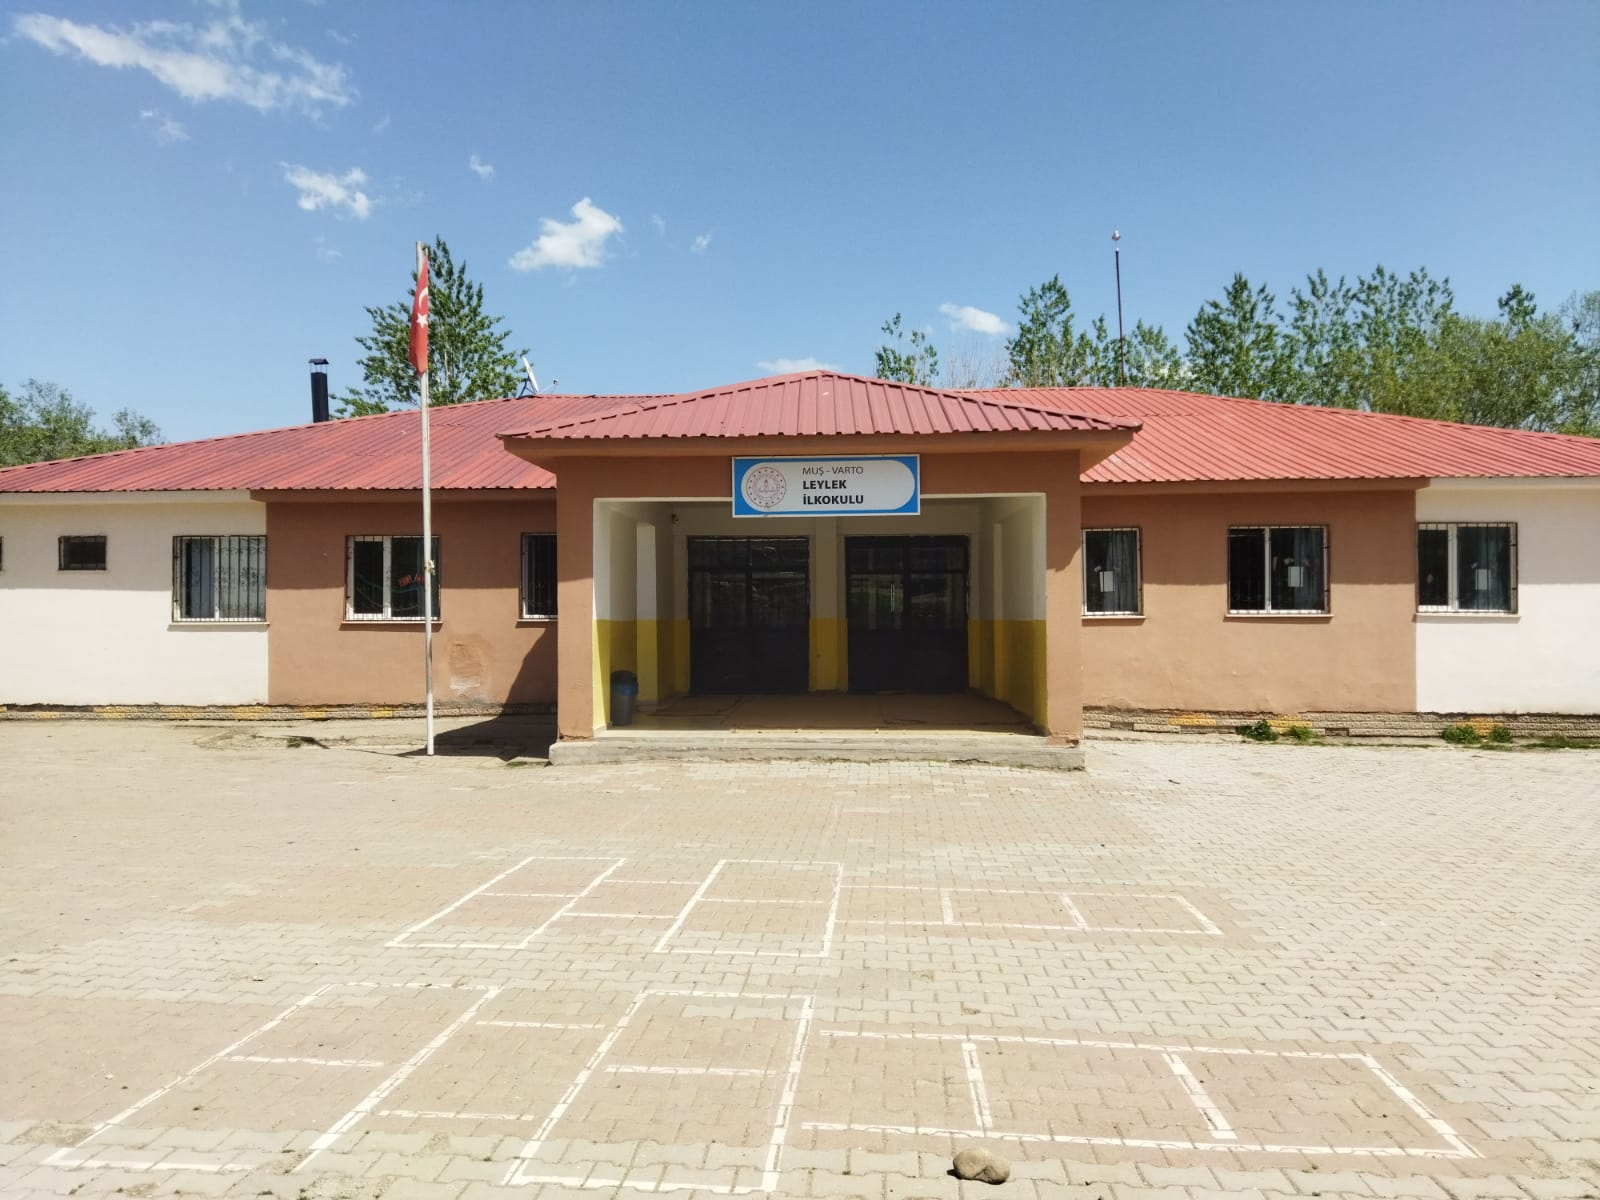 MUŞ - VARTO
LEYLEK
İLKOKULU